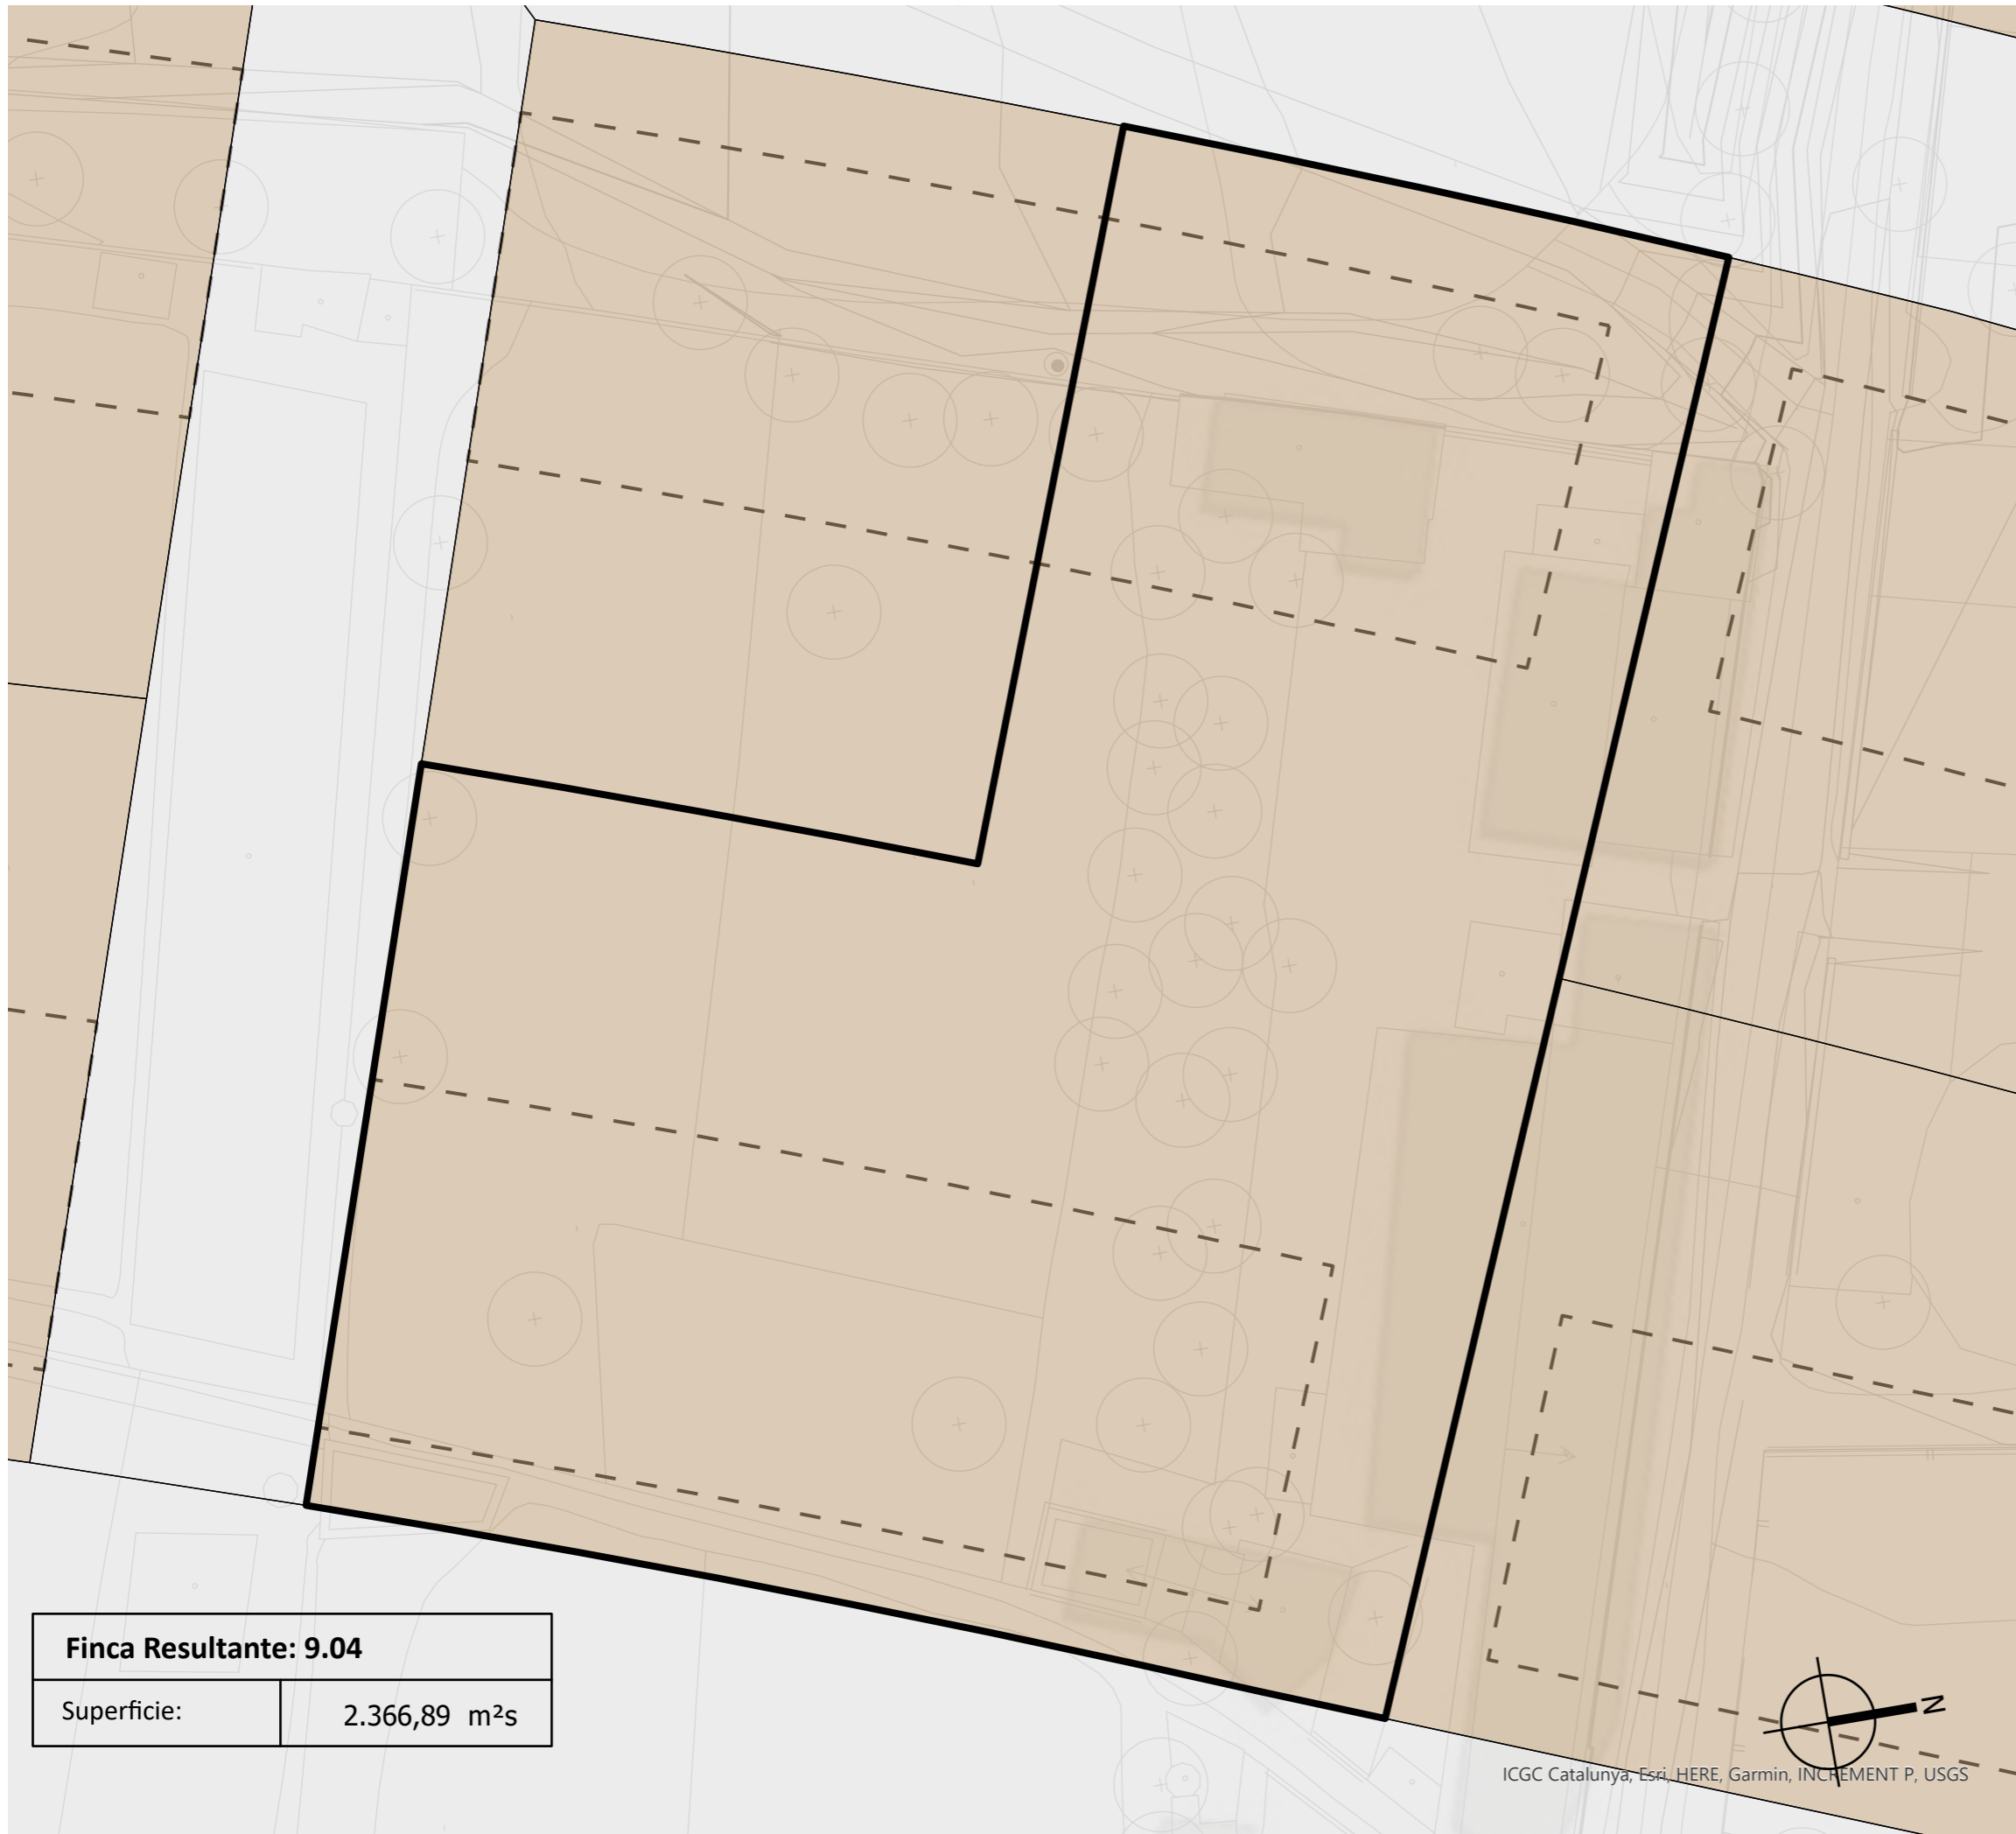 Finca Resultante: 9.04
Superficie: 2.366,89 m²s
N
ICGC Catalunya, Esri, HERE, Garmin, INCREMENT P, USGS